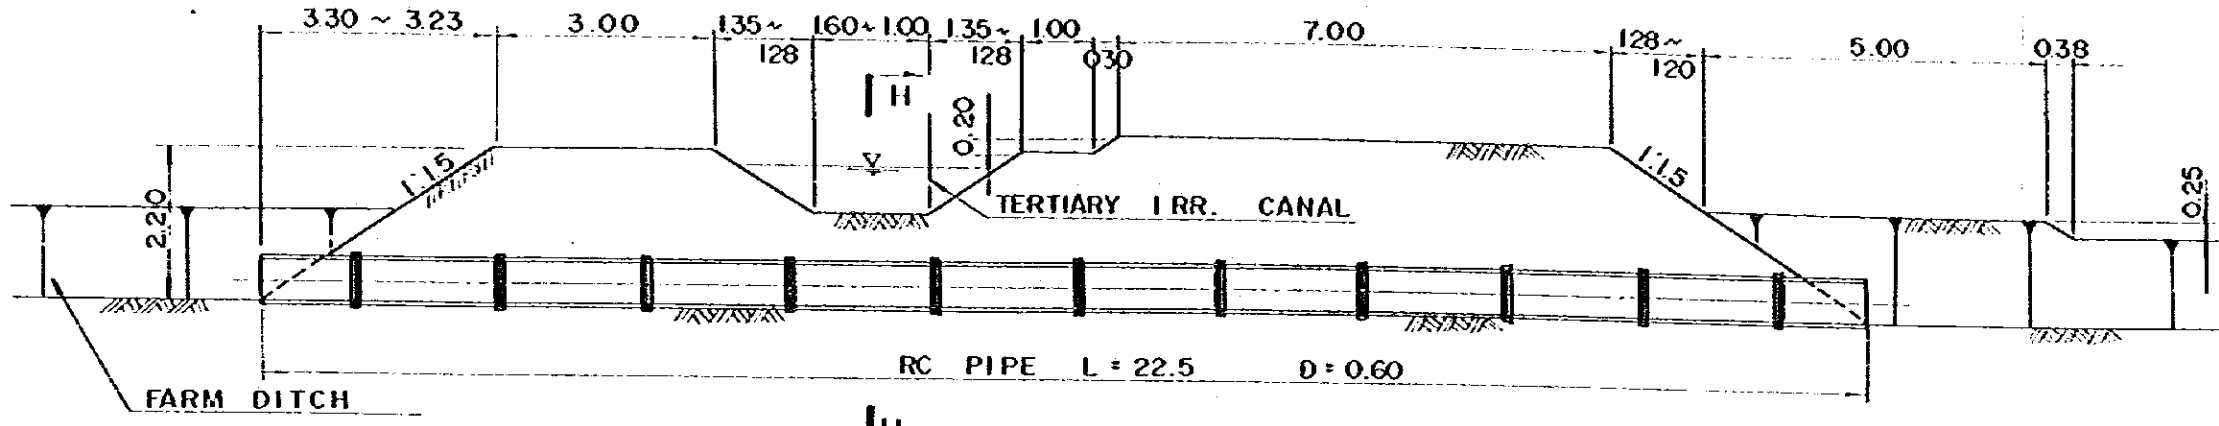 3.30 ~ 3.23 3.00 1.35~ 1.60~1.00 1.35~ 1.00 7.00 1.28~ 5.00 0.38
1.28 1.28 0.30 1.20
H
0.20
1:1.5 1:1.5
2.20
0.25
TERTIARY IRR. CANAL
RC PIPE L = 22.5 D = 0.60
FARM DITCH